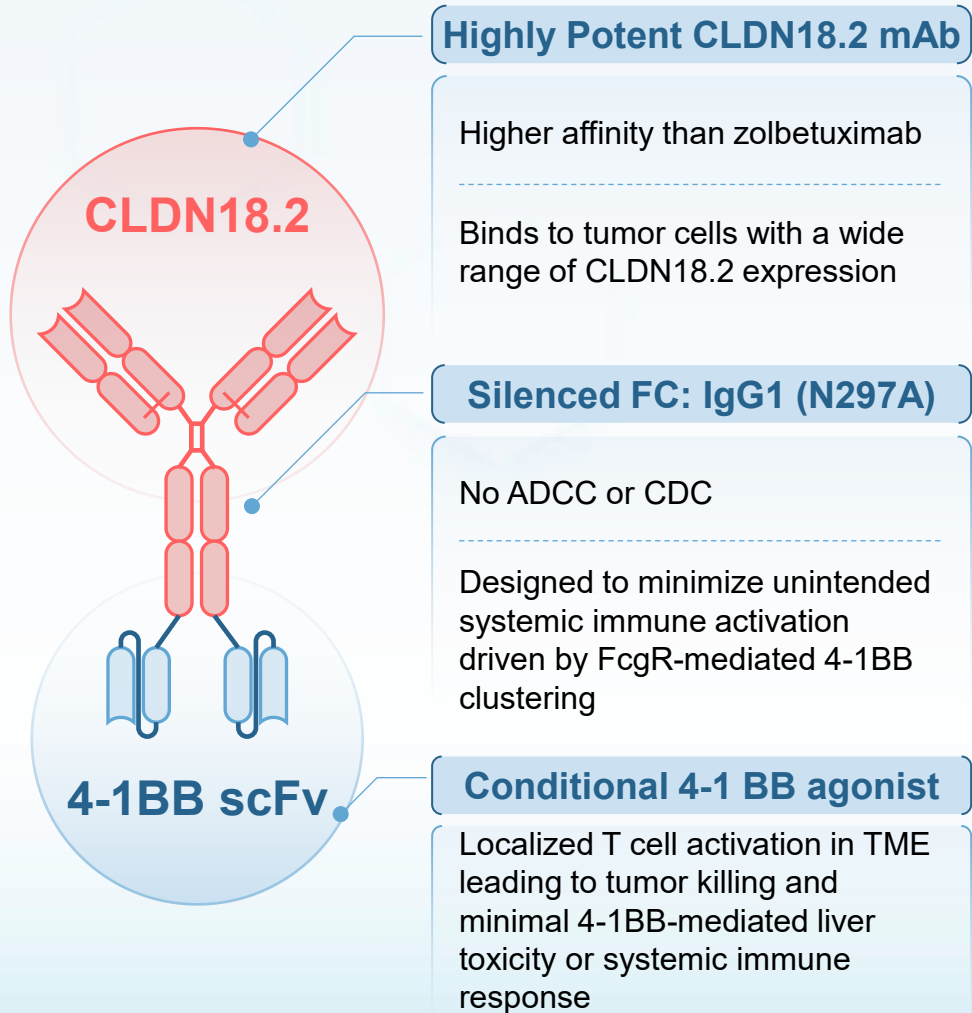 Highly Potent CLDN18.2 mAb
Higher affinity than zolbetuximab
Binds to tumor cells with a wide
range of CLDN18.2 expression
CLDN18.2
Silenced FC: IgG1 (N297A)
No ADCC or CDC
Designed to minimize unintended
systemic immune activation
driven by FcgR-mediated 4-1BB
clustering
4-1BB scFv
Conditional 4-1 BB agonist
Localized T cell activation in TME
leading to tumor killing and
minimal 4-1BB-mediated liver
toxicity or systemic immune
response